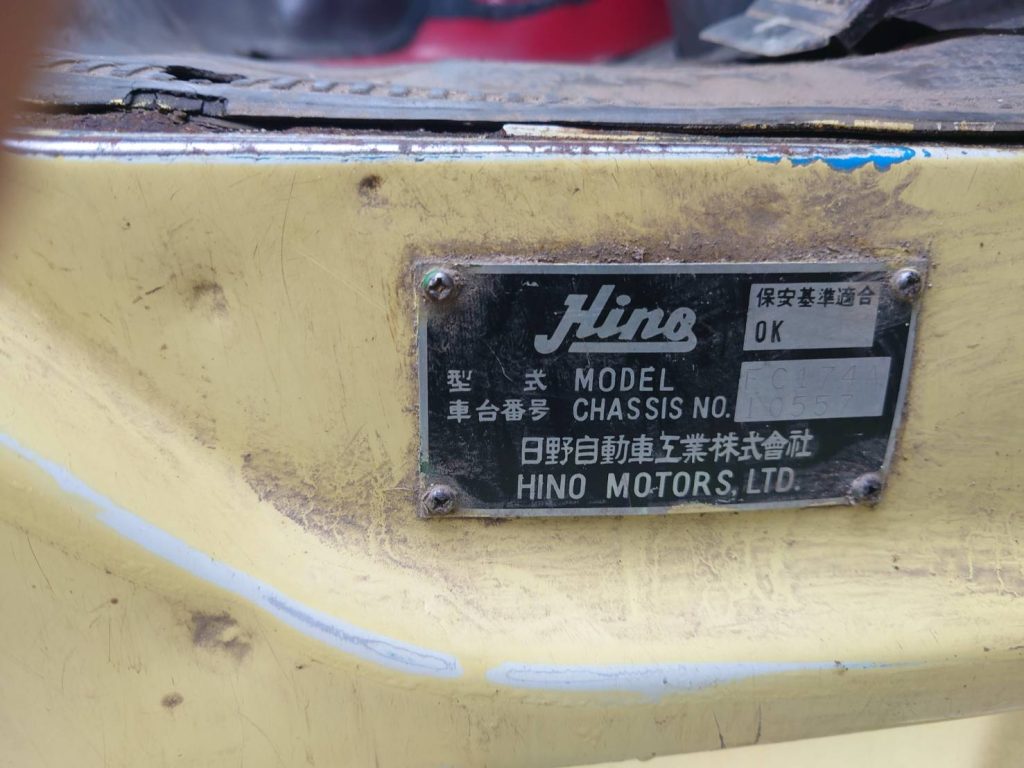 Hino
保安基準適合
OK
型 式 MODEL FC174A
車台番号 CHASSIS NO. 10557
日野自動車工業株式會社
HINO MOTORS, LTD.